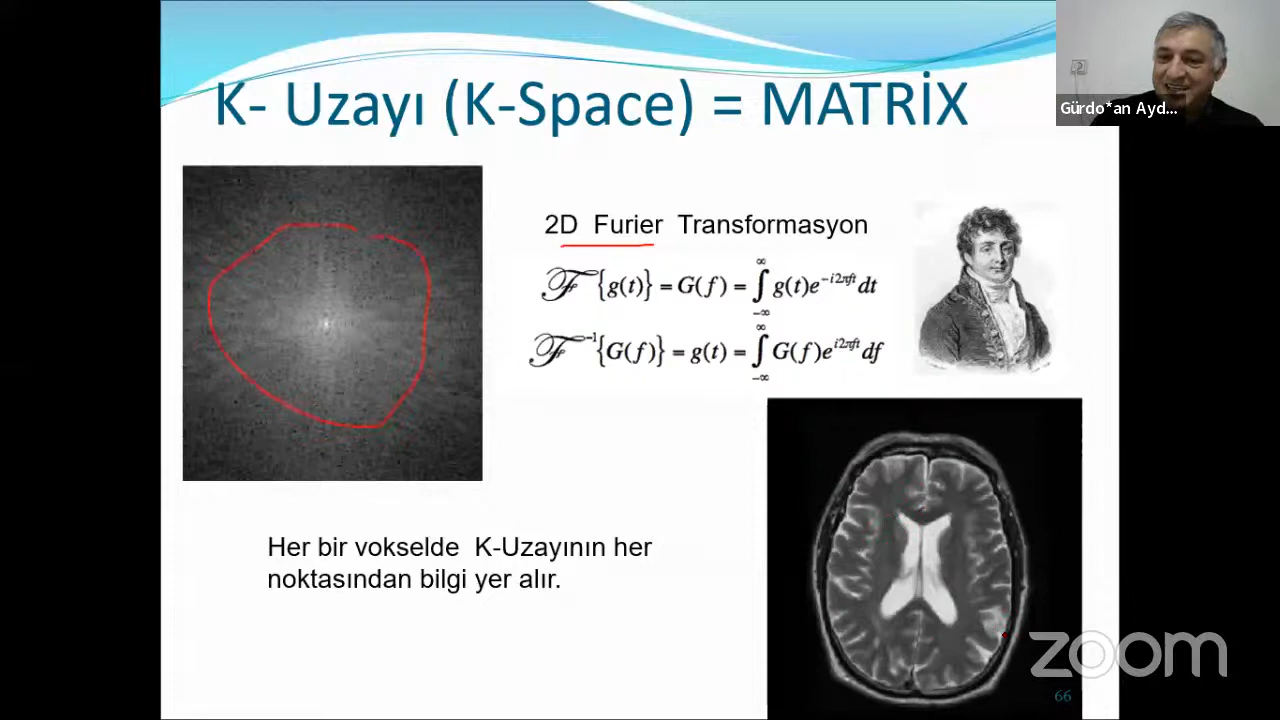 K- Uzayı (K-Space) = MATRİX
Gürdo*an Ayd...
2D Furier Transformasyon
ℱ{g(t)} = G(f) = ∫_{-∞}^{∞} g(t)e^{-i2πft}dt
ℱ^{-1}{G(f)} = g(t) = ∫_{-∞}^{∞} G(f)e^{i2πft}df
Her bir vokselde K-Uzayının her
noktasından bilgi yer alır.
zoom
66